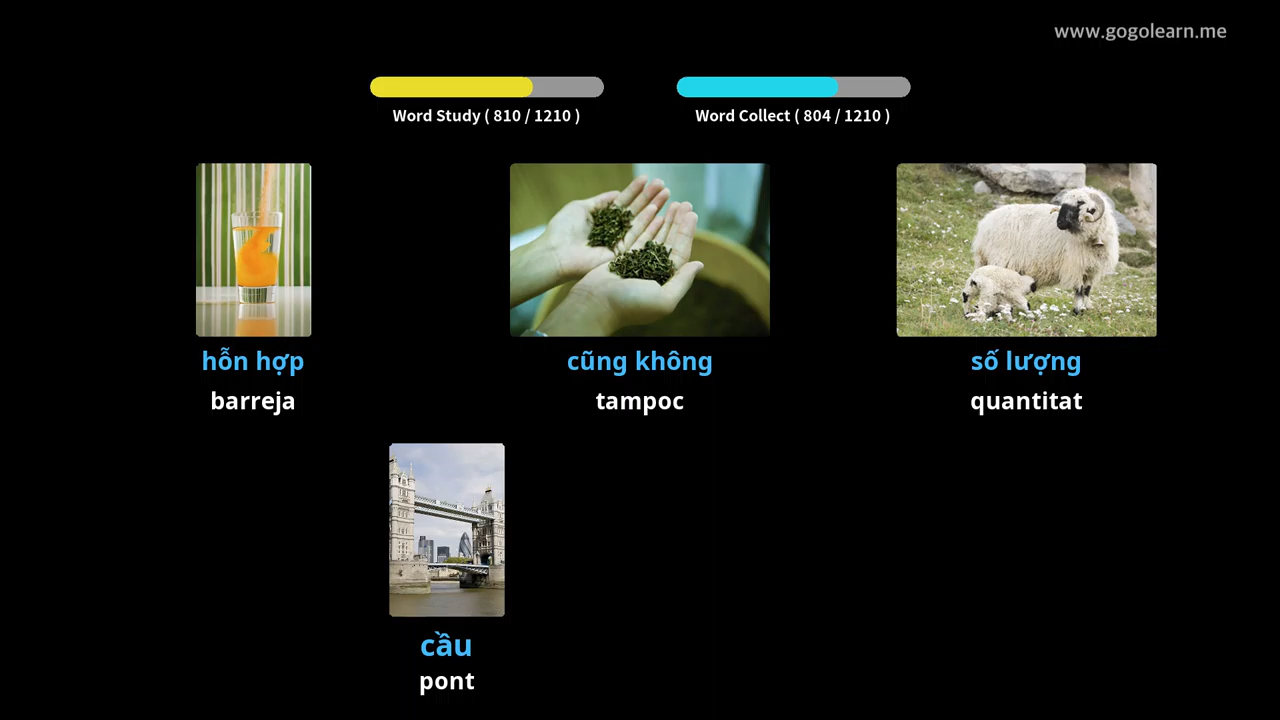 www.gogolearn.me
Word Study ( 810 / 1210 )
Word Collect ( 804 / 1210 )
hỗn hợp
barreja
cũng không
tampoc
số lượng
quantitat
cầu
pont